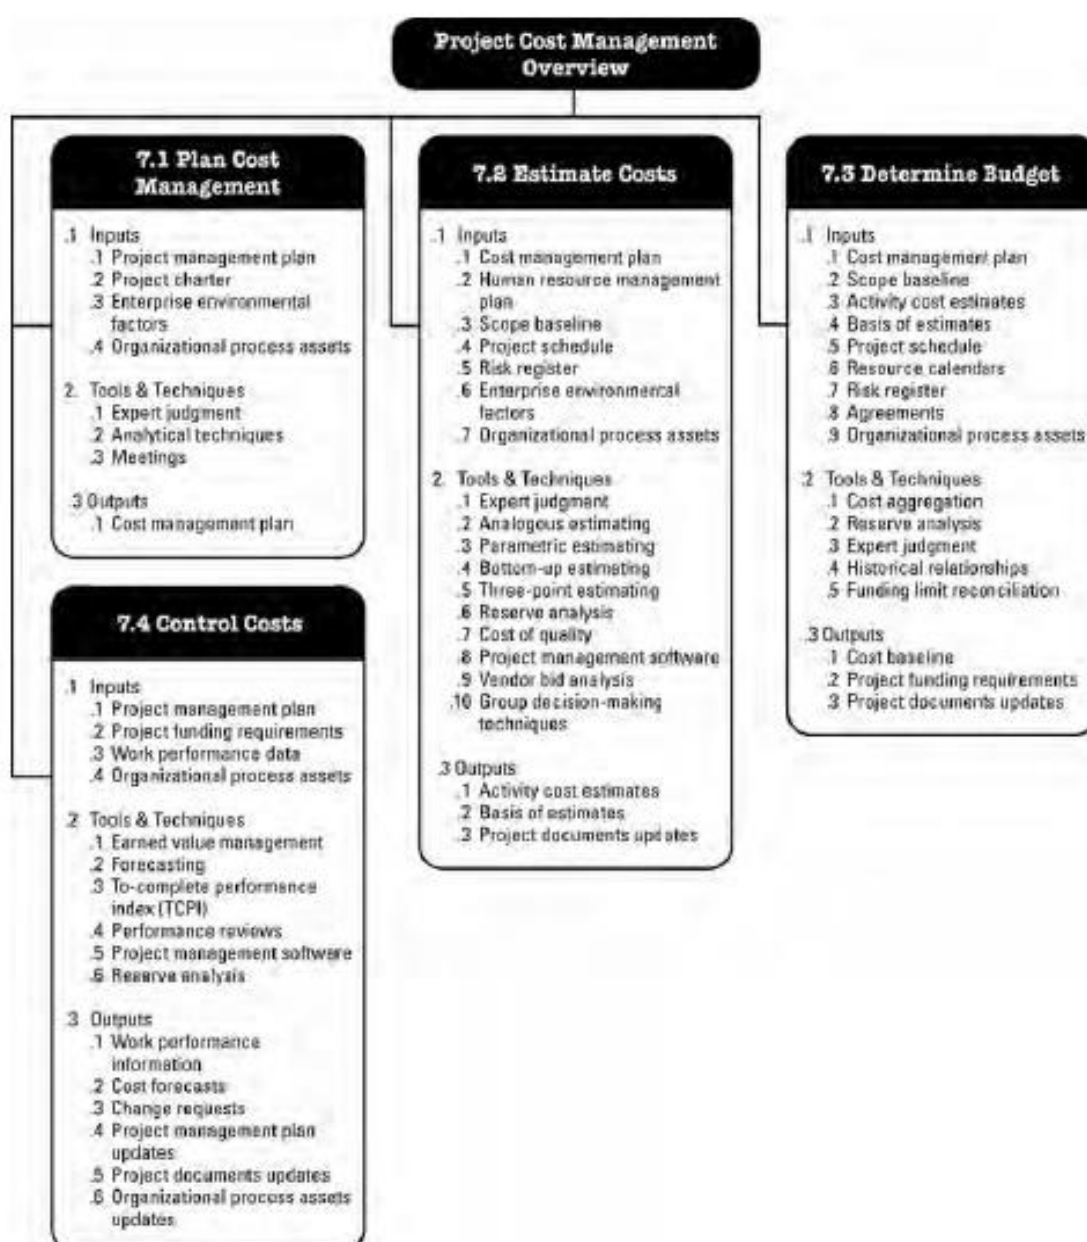 Project Cost Management
Overview
7.1 Plan Cost
Management
.1 Inputs
.1 Project management plan
.2 Project charter
.3 Enterprise environmental
factors
.4 Organizational process assets
2. Tools & Techniques
.1 Expert judgment
.2 Analytical techniques
.3 Meetings
.3 Outputs
.1 Cost management plan
7.2 Estimate Costs
.1 Inputs
.1 Cost management plan
.2 Human resource management
plan
.3 Scope baseline
.4 Project schedule
.5 Risk register
.6 Enterprise environmental
factors
.7 Organizational process assets
2. Tools & Techniques
.1 Expert judgment
.2 Analogous estimating
.3 Parametric estimating
.4 Bottom-up estimating
.5 Three-point estimating
.6 Reserve analysis
.7 Cost of quality
.8 Project management software
.9 Vendor bid analysis
.10 Group decision-making
techniques
.3 Outputs
.1 Activity cost estimates
.2 Basis of estimates
.3 Project documents updates
7.3 Determine Budget
.1 Inputs
.1 Cost management plan
.2 Scope baseline
.3 Activity cost estimates
.4 Basis of estimates
.5 Project schedule
.6 Resource calendars
.7 Risk register
.8 Agreements
.9 Organizational process assets
.2 Tools & Techniques
.1 Cost aggregation
.2 Reserve analysis
.3 Expert judgment
.4 Historical relationships
.5 Funding limit reconciliation
.3 Outputs
.1 Cost baseline
.2 Project funding requirements
.3 Project documents updates
7.4 Control Costs
.1 Inputs
.1 Project management plan
.2 Project funding requirements
.3 Work performance data
.4 Organizational process assets
.2 Tools & Techniques
.1 Earned value management
.2 Forecasting
.3 To-complete performance
index (TCPI)
.4 Performance reviews
.5 Project management software
.6 Reserve analysis
.3 Outputs
.1 Work performance
information
.2 Cost forecasts
.3 Change requests
.4 Project management plan
updates
.5 Project documents updates
.6 Organizational process assets
updates